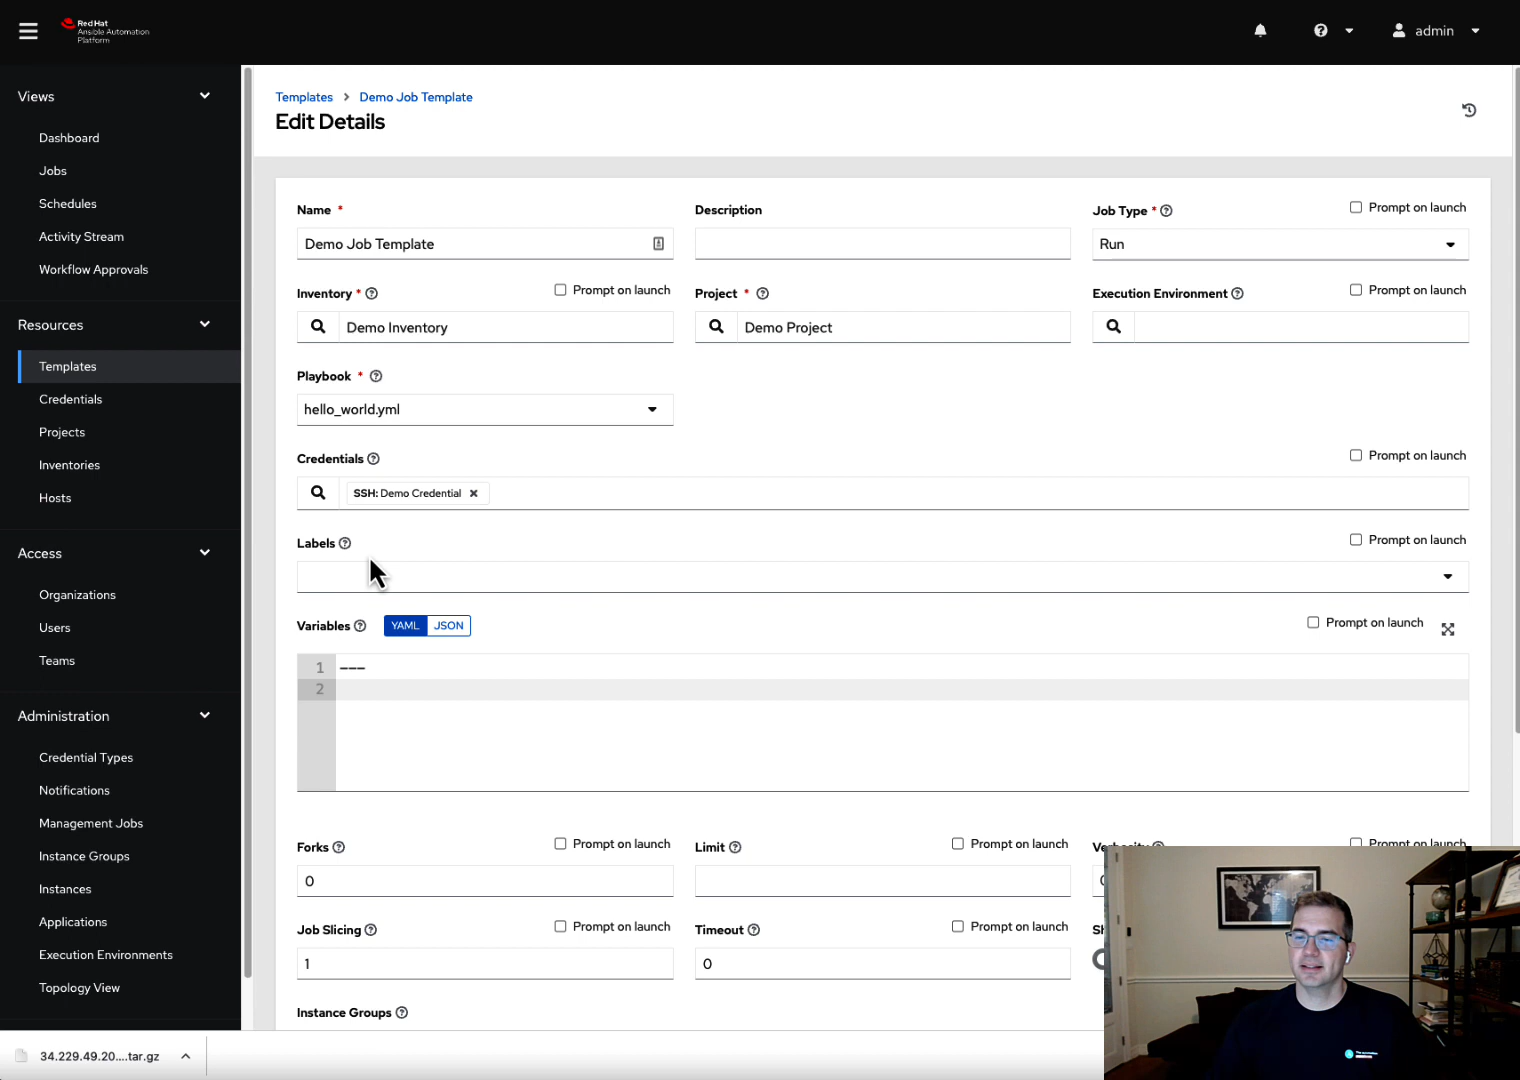 Red Hat
Ansible Automation
Platform
admin
Views
Dashboard
Jobs
Schedules
Activity Stream
Workflow Approvals
Resources
Templates
Credentials
Projects
Inventories
Hosts
Access
Organizations
Users
Teams
Administration
Credential Types
Notifications
Management Jobs
Instance Groups
Instances
Applications
Execution Environments
Topology View
Templates > Demo Job Template
Edit Details
Name *
Demo Job Template
Description
Job Type *
Prompt on launch
Run
Inventory *
Prompt on launch
Demo Inventory
Project *
Demo Project
Execution Environment
Prompt on launch
Playbook *
hello_world.yml
Credentials
Prompt on launch
SSH: Demo Credential
Labels
Prompt on launch
Variables YAML JSON
Prompt on launch
1 ---
2
Forks
Prompt on launch
0
Limit
Prompt on launch
Prompt on launch
Job Slicing
Prompt on launch
1
Timeout
Prompt on launch
0
Instance Groups
34.229.49.20....tar.gz